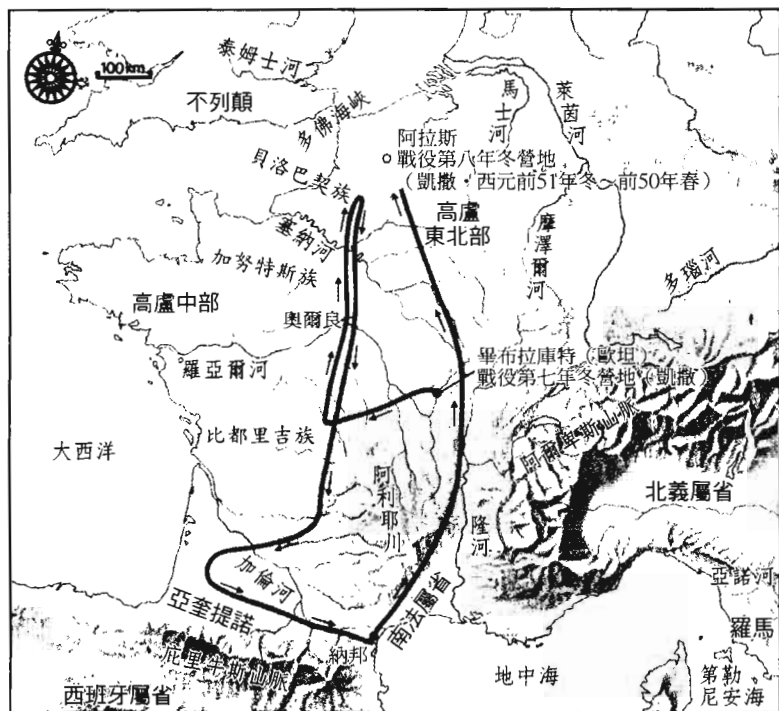 泰姆士河
100km
不列顛
多佛海峽
馬士河
萊茵河
阿拉斯
戰役第八年冬營地
（凱撒・西元前51年冬～前50年春）
貝洛巴契族
高盧
東北部
塞納河
加努特斯族
摩澤爾河
多瑙河
高盧中部
奧爾良
羅亞爾河
畢布拉庫特（歐坦）
戰役第七年冬營地（凱撒）
比都里吉族
大西洋
阿爾卑斯山脈
北義屬省
阿利耶川
隆河
加倫河
亞諾河
亞奎提諾
南法屬省
羅馬
納邦
庇里牛斯山脈
地中海
第勒
尼安海
西班牙屬省